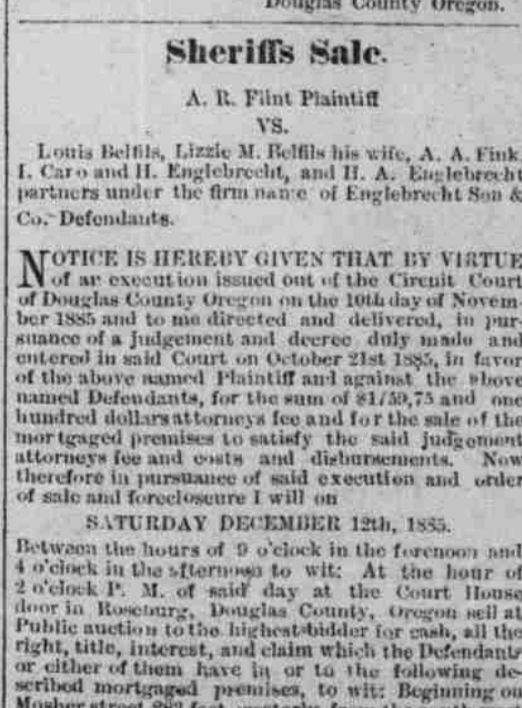 Douglas County Oregon.
Sheriffs Sale.
A. R. Flint Plaintiff
VS.
Louis Belfils, Lizzie M. Belfils his wife, A. A. Fink
I. Caro and H. Englebrecht, and H. A. Englebrecht
partners under the firm name of Englebrecht Son &
Co. Defendants.
NOTICE IS HEREBY GIVEN THAT BY VIRTUE
of an execution issued out of the Circuit Court
of Douglas County Oregon on the 10th day of Novem-
ber 1885 and to me directed and delivered, in pur-
suance of a judgement and decree duly made and
entered in said Court on October 21st 1885, in favor
of the above named Plaintiff and against the above
named Defendants, for the sum of and one
hundred dollars attorneys fee and for the sale of the
mortgaged premises to satisfy the said judgement
attorneys fee and costs and disbursements. Now
therefore in pursuance of said execution and order
of sale and forecloscure I will on
SATURDAY DECEMBER 12th, 1885.
Between the hours of 9 o'clock in the forenoon and
4 o'clock in the afternoon to wit: At the hour of
2 o'clock P. M. of said day at the Court House
door in Roseburg, Douglas County, Oregon sell at
Public auction to the highest bidder for cash, all the
right, title, interest, and claim which the Defendants
or either of them have in or to the following de-
scribed mortgaged premises, to wit: Beginning on
Mosher street feet